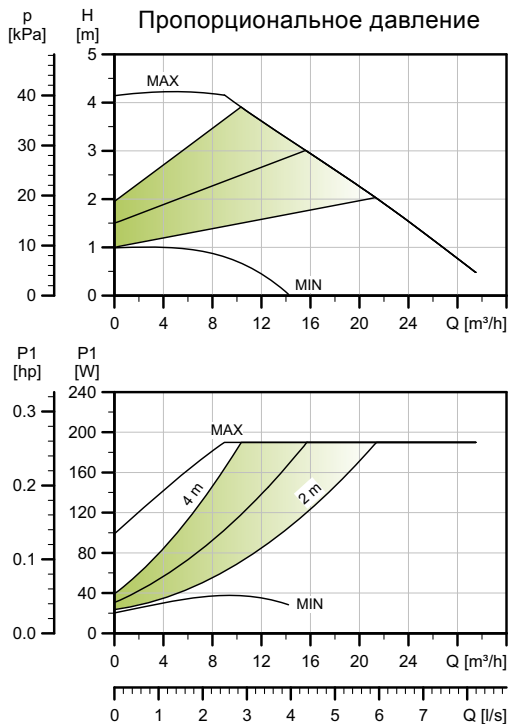 Пропорциональное давление
p H
[kPa] [m]
5
MAX
40 4
30 3
20 2
10 1
MIN
0 0
0 4 8 12 16 20 24 Q [m³/h]
P1 P1
[hp] [W]
240
0.3
200
MAX
160
0.2
4 m 2 m
120
80
0.1
40
MIN
0.0 0
0 4 8 12 16 20 24 Q [m³/h]
0 1 2 3 4 5 6 7 Q [l/s]